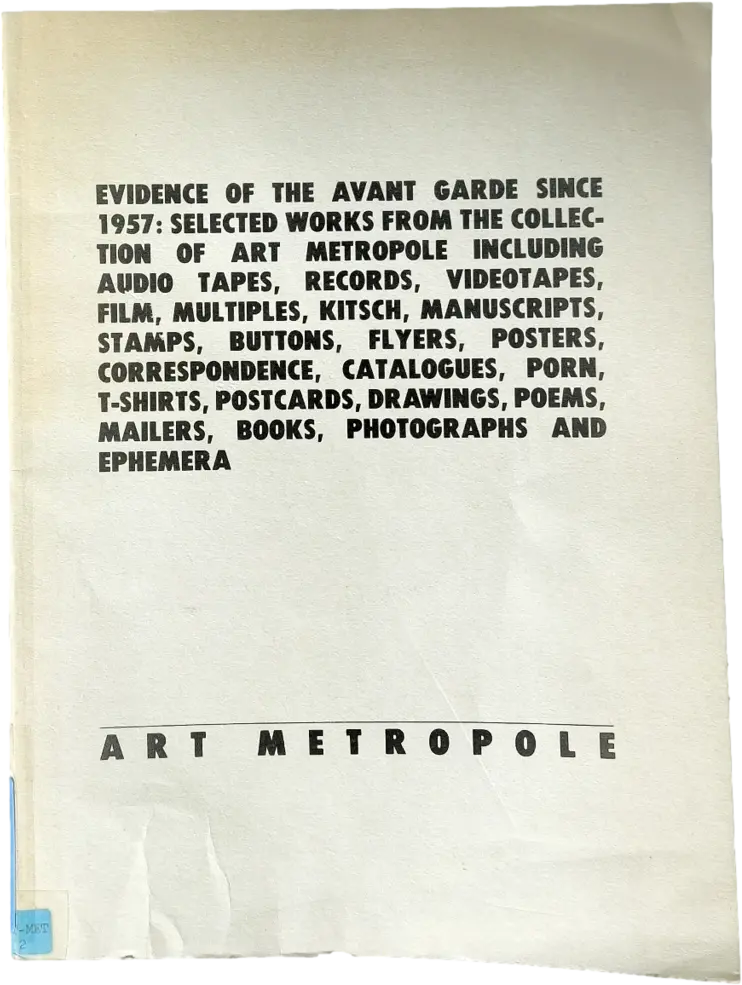 EVIDENCE OF THE AVANT GARDE SINCE
1957: SELECTED WORKS FROM THE COLLEC-
TION OF ART METROPOLE INCLUDING
AUDIO TAPES, RECORDS, VIDEOTAPES,
FILM, MULTIPLES, KITSCH, MANUSCRIPTS,
STAMPS, BUTTONS, FLYERS, POSTERS,
CORRESPONDENCE, CATALOGUES, PORN,
T-SHIRTS, POSTCARDS, DRAWINGS, POEMS,
MAILERS, BOOKS, PHOTOGRAPHS AND
EPHEMERA
ART METROPOLE
-MET
2